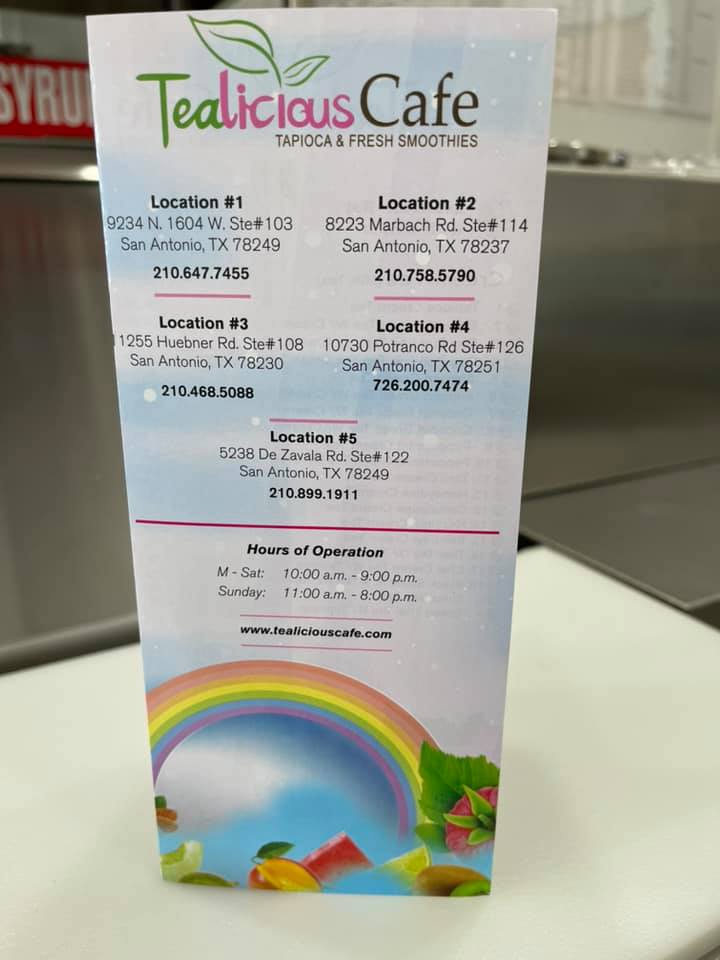 SYRU
Tealicious Cafe
TAPIOCA & FRESH SMOOTHIES
Location #1
9234 N. 1604 W. Ste#103
San Antonio, TX 78249
210.647.7455
Location #2
8223 Marbach Rd. Ste#114
San Antonio, TX 78237
210.758.5790
Location #3
11255 Huebner Rd. Ste#108
San Antonio, TX 78230
210.468.5088
Location #4
10730 Potranco Rd Ste#126
San Antonio, TX 78251
726.200.7474
Location #5
5238 De Zavala Rd. Ste#122
San Antonio, TX 78249
210.899.1911
Hours of Operation
M - Sat: 10:00 a.m. - 9:00 p.m.
Sunday: 11:00 a.m. - 8:00 p.m.
www.tealiciouscafe.com